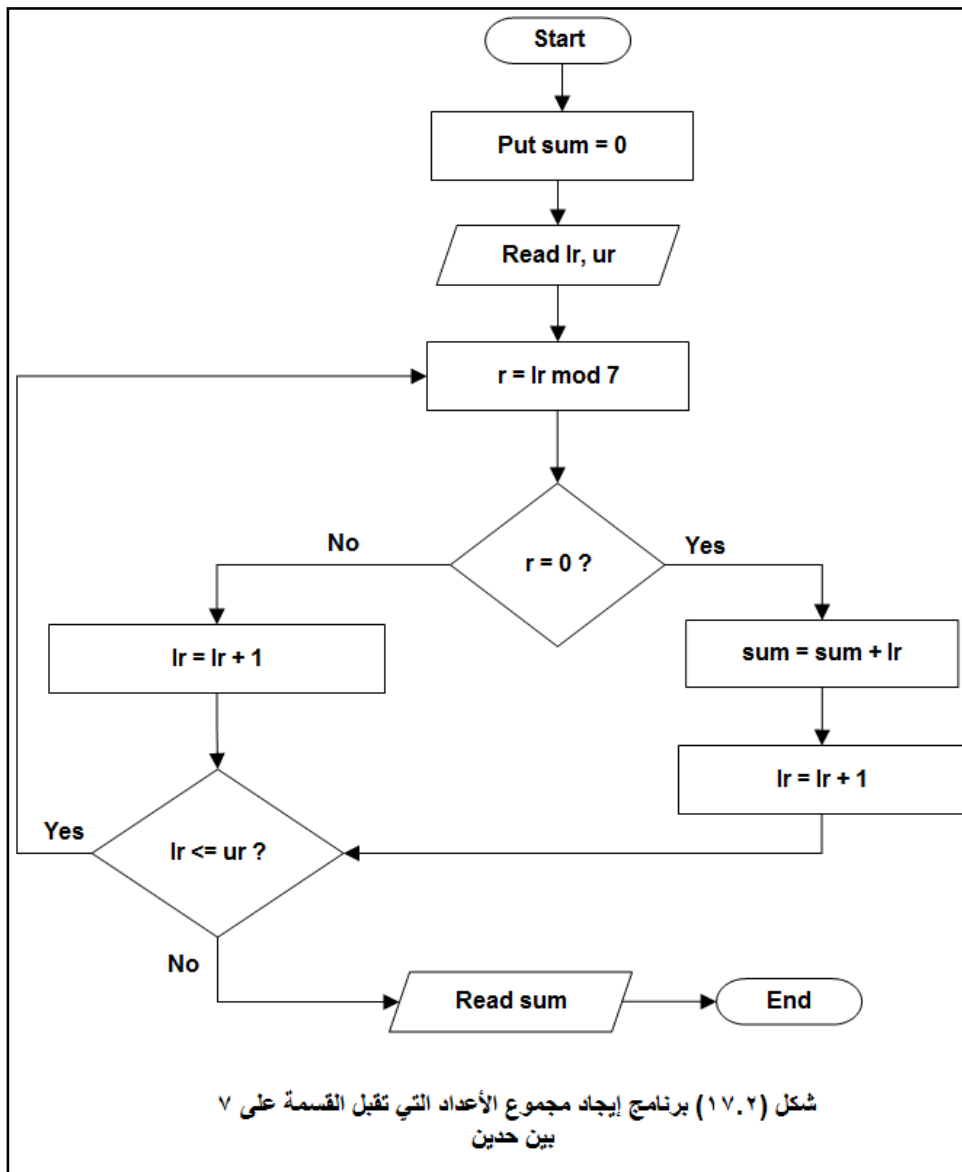 Start
Put sum = 0
Read lr, ur
r = lr mod 7
r = 0 ?
No
Yes
lr = lr + 1
sum = sum + lr
lr = lr + 1
lr <= ur ?
Yes
No
Read sum
End
شكل (١٧.٢) برنامج إيجاد مجموع الأعداد التي تقبل القسمة على ٧
بين حدين